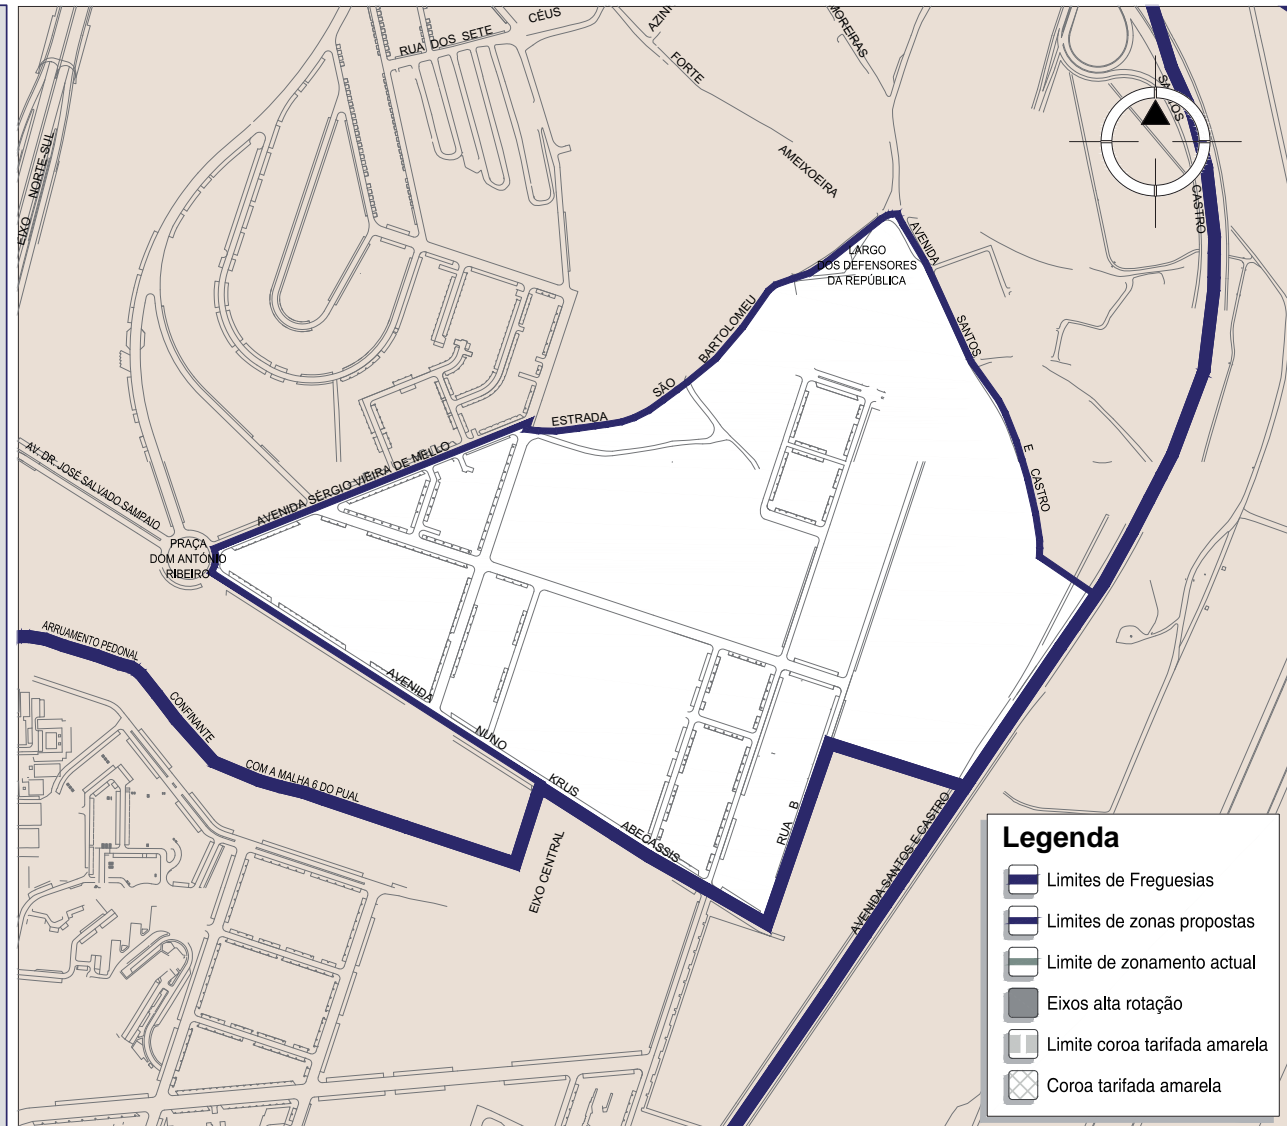 CÉUS
RUA DOS SETE
FORTE
AMEIXOEIRA
SANTOS
CASTRO
EIXO NORTE-SUL
LARGO
DOS DEFENSORES
DA REPÚBLICA
AVENIDA
SANTOS
E CASTRO
ESTRADA SÃO BARTOLOMEU
AVENIDA SÉRGIO VIEIRA DE MELLO
AV. DR. JOSÉ SALVADO SAMPAIO
PRAÇA
DOM ANTÓNIO
RIBEIRO
ARRUAMENTO PEDONAL
CONFINANTE
COM A MALHA 6 DO PUAL
AVENIDA
NUNO
KRUS
ABECASSIS
EIXO CENTRAL
RUA B
AVENIDA SANTOS E CASTRO
Legenda
Limites de Freguesias
Limites de zonas propostas
Limite de zonamento actual
Eixos alta rotação
Limite coroa tarifada amarela
Coroa tarifada amarela